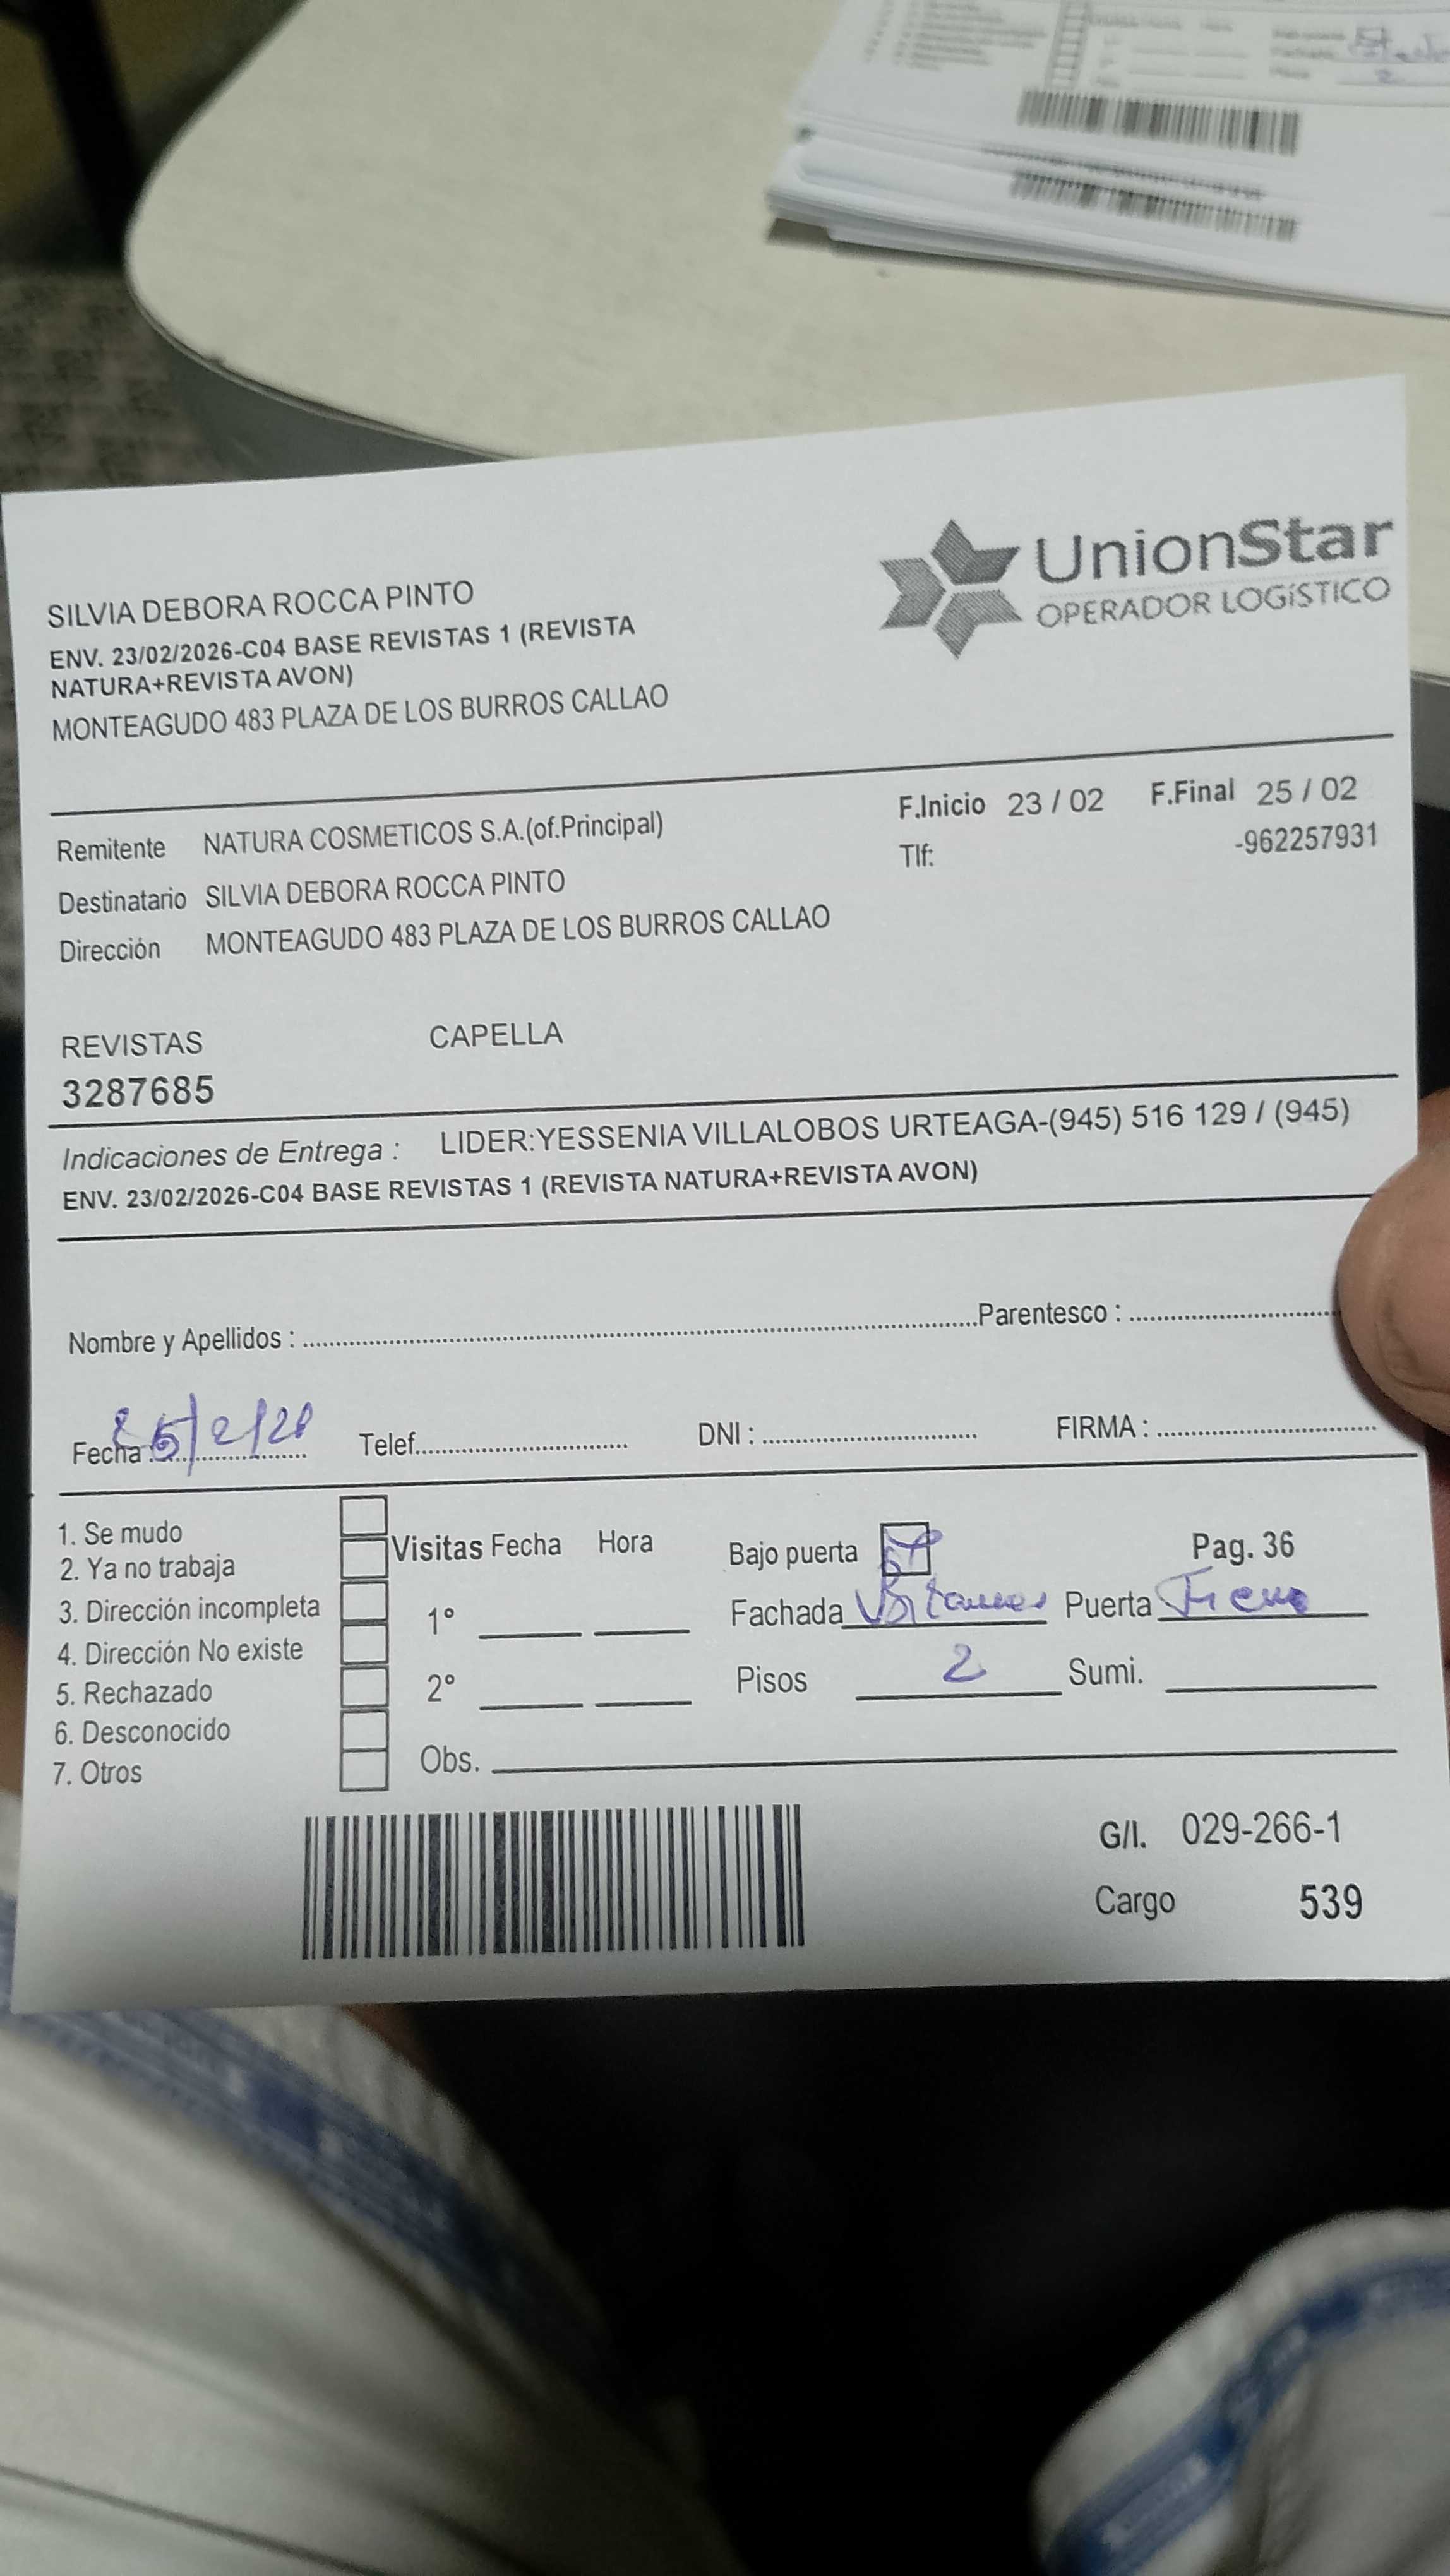 UnionStar
OPERADOR LOGíSTICO
SILVIA DEBORA ROCCA PINTO
ENV. 23/02/2026-C04 BASE REVISTAS 1 (REVISTA
NATURA+REVISTA AVON)
MONTEAGUDO 483 PLAZA DE LOS BURROS CALLAO
Remitente NATURA COSMETICOS S.A.(of.Principal) F.Inicio 23 / 02 F.Final 25 / 02
Destinatario SILVIA DEBORA ROCCA PINTO Tlf: -962257931
Dirección MONTEAGUDO 483 PLAZA DE LOS BURROS CALLAO
REVISTAS CAPELLA
3287685
Indicaciones de Entrega : LIDER:YESSENIA VILLALOBOS URTEAGA-(945) 516 129 / (945)
ENV. 23/02/2026-C04 BASE REVISTAS 1 (REVISTA NATURA+REVISTA AVON)
Nombre y Apellidos : Parentesco :
Fecha : Telef. DNI : FIRMA :
1. Se mudo
2. Ya no trabaja
3. Dirección incompleta
4. Dirección No existe
5. Rechazado
6. Desconocido
7. Otros
Visitas Fecha Hora
1º
2º
Obs.
Bajo puerta Pag. 36
Fachada Puerta
Pisos 2 Sumi.
G/I. 029-266-1
Cargo 539